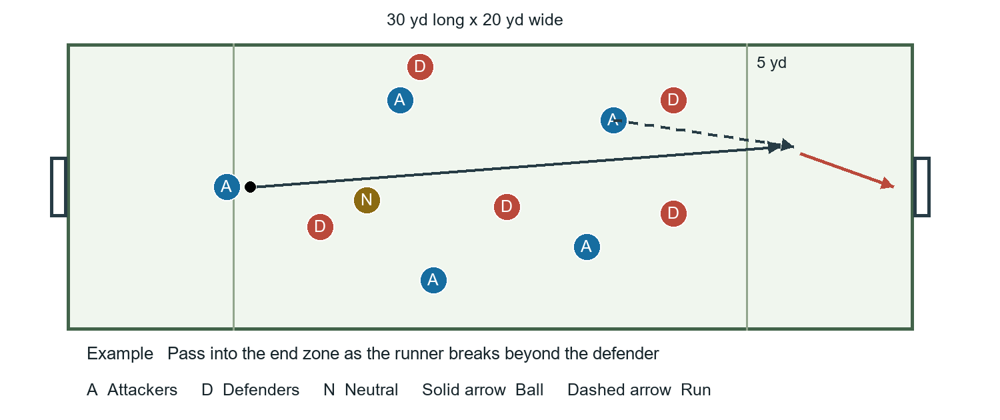 30 yd long x 20 yd wide
5 yd
D
A
D
A
A
N
D
D
D
A
A
Example Pass into the end zone as the runner breaks beyond the defender
A Attackers D Defenders N Neutral Solid arrow Ball Dashed arrow Run